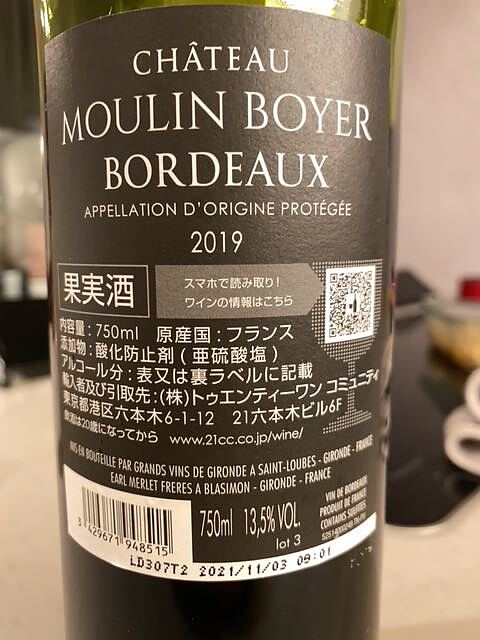 CHÂTEAU
MOULIN BOYER
BORDEAUX
APPELLATION D'ORIGINE PROTÉGÉE
2019
果実酒
スマホで読み取り!
ワインの情報はこちら
内容量:750ml 原産国:フランス
添加物:酸化防止剤(亜硫酸塩)
アルコール分:表又は裏ラベルに記載
輸入者及び引取先:(株)トゥエンティーワン コミュニティ
東京都港区六本木6-1-12 21六本木ビル6F
飲酒は20歳になってから www.21cc.co.jp/wine/
MIS EN BOUTEILLE PAR GRANDS VINS DE GIRONDE A SAINT-LOUBES - GIRONDE - FRANCE
EARL MERLET FRERES A BLASIMON - GIRONDE - FRANCE
3 429671 948515
750ml 13,5% VOL.
lot 3
VIN DE BORDEAUX
PRODUIT DE FRANCE
CONTAINS SULFITES
LD307T2 2021/11/03 09:01